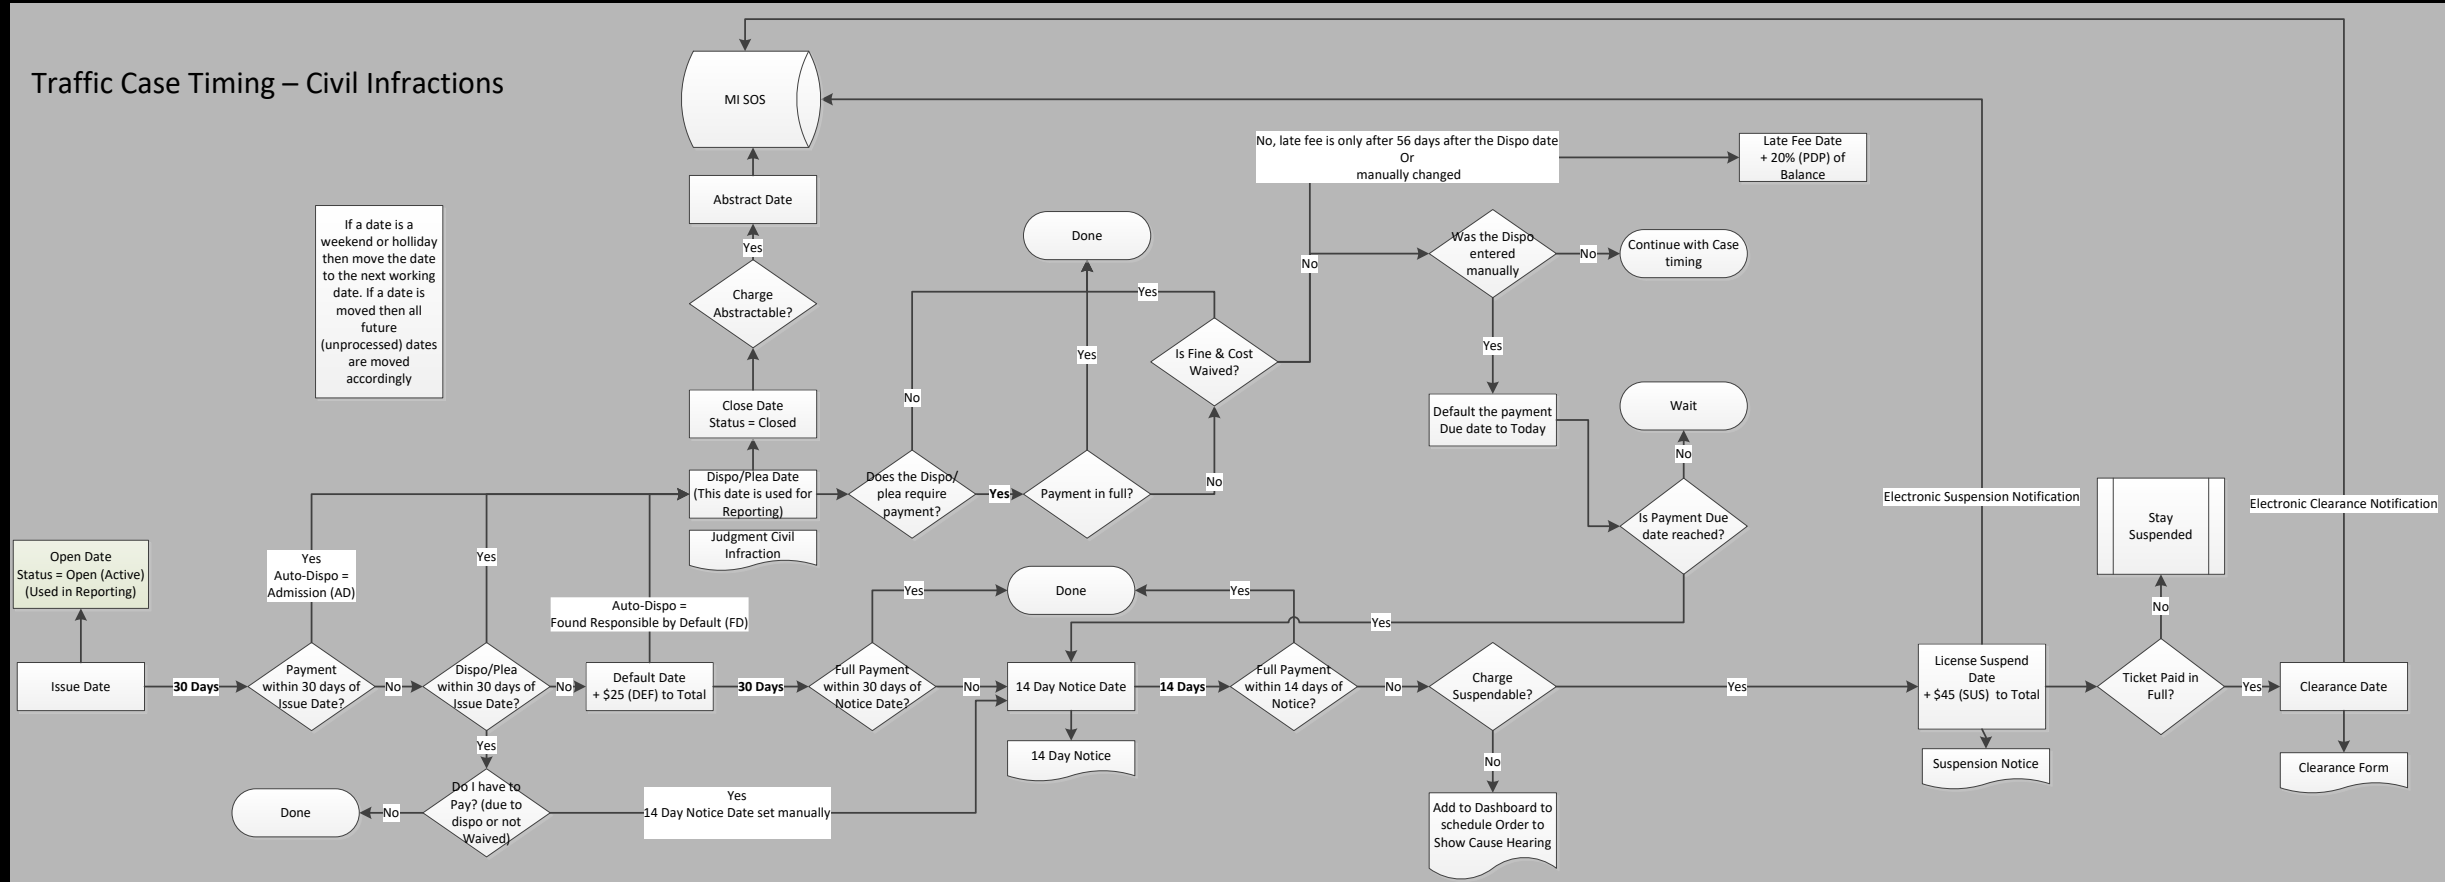 Traffic Case Timing – Civil Infractions
If a date is a
weekend or holliday
then move the date
to the next working
date. If a date is
moved then all
future
(unprocessed) dates
are moved
accordingly
MI SOS
Abstract Date
Yes
Charge
Abstractable?
Close Date
Status = Closed
Dispo/Plea Date
(This date is used for
Reporting)
Judgment Civil
Infraction
Does the Dispo/
plea require
payment?
No
Yes
Payment in full?
Yes
Done
No
Is Fine & Cost
Waived?
Yes
No
No, late fee is only after 56 days after the Dispo date
Or
manually changed
Late Fee Date
+ 20% (PDP) of
Balance
Was the Dispo
entered
manually
No
Continue with Case
timing
Yes
Default the payment
Due date to Today
Wait
No
Is Payment Due
date reached?
Yes
Electronic Suspension Notification
Electronic Clearance Notification
Stay
Suspended
Open Date
Status = Open (Active)
(Used in Reporting)
Issue Date
30 Days
Yes
Auto-Dispo =
Admission (AD)
Payment
within 30 days of
Issue Date?
No
Yes
Dispo/Plea
within 30 days of
Issue Date?
No
Auto-Dispo =
Found Responsible by Default (FD)
Default Date
+ $25 (DEF) to Total
30 Days
Yes
Full Payment
within 30 days of
Notice Date?
No
Done
14 Day Notice Date
14 Day Notice
14 Days
Yes
Full Payment
within 14 days of
Notice?
No
Charge
Suspendable?
Yes
No
Add to Dashboard to
schedule Order to
Show Cause Hearing
License Suspend
Date
+ $45 (SUS) to Total
Suspension Notice
No
Ticket Paid in
Full?
Yes
Clearance Date
Clearance Form
Yes
Do I have to
Pay? (due to
dispo or not
Waived)
No
Done
Yes
14 Day Notice Date set manually